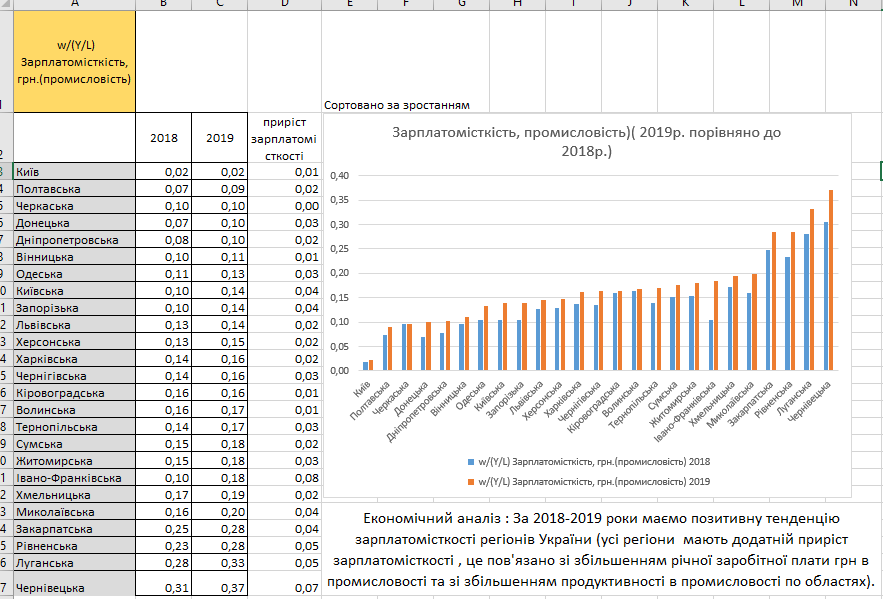 A B C D E F G H I J K L M N
w/(Y/L)
Зарплатомісткість,
грн.(промисловість)
Сортовано за зростанням
2018 2019 приріст
зарплатомі
сткості
Київ 0,02 0,02 0,01
Полтавська 0,07 0,09 0,02
Черкаська 0,10 0,10 0,00
Донецька 0,07 0,10 0,03
Дніпропетровська 0,08 0,10 0,02
Вінницька 0,10 0,11 0,01
Одеська 0,11 0,13 0,03
Київська 0,10 0,14 0,04
Запорізька 0,10 0,14 0,04
Львівська 0,13 0,14 0,02
Херсонська 0,13 0,15 0,02
Харківська 0,14 0,16 0,02
Чернігівська 0,14 0,16 0,03
Кіровоградська 0,16 0,16 0,01
Волинська 0,16 0,17 0,01
Тернопільська 0,14 0,17 0,03
Сумська 0,15 0,18 0,02
Житомирська 0,15 0,18 0,03
Івано-Франківська 0,10 0,18 0,08
Хмельницька 0,17 0,19 0,02
Миколаївська 0,16 0,20 0,04
Закарпатська 0,25 0,28 0,04
Рівненська 0,23 0,28 0,05
Луганська 0,28 0,33 0,05
Чернівецька 0,31 0,37 0,07
Зарплатомісткість, промисловість)( 2019р. порівняно до
2018р.)
0,40
0,35
0,30
0,25
0,20
0,15
0,10
0,05
0,00
Київ
Полтавська
Черкаська
Донецька
Дніпропетровська
Вінницька
Одеська
Київська
Запорізька
Львівська
Херсонська
Харківська
Чернігівська
Кіровоградська
Волинська
Тернопільська
Сумська
Житомирська
Івано-Франківська
Хмельницька
Миколаївська
Закарпатська
Рівненська
Луганська
Чернівецька
w/(Y/L) Зарплатомісткість, грн.(промисловість) 2018
w/(Y/L) Зарплатомісткість, грн.(промисловість) 2019
Економічний аналіз : За 2018-2019 роки маємо позитивну тенденцію
зарплатомісткості регіонів України (усі регіони мають додатній приріст
зарплатомісткості , це пов'язано зі збільшенням річної заробітної плати грн в
промисловості та зі збільшенням продуктивності в промисловості по областях).